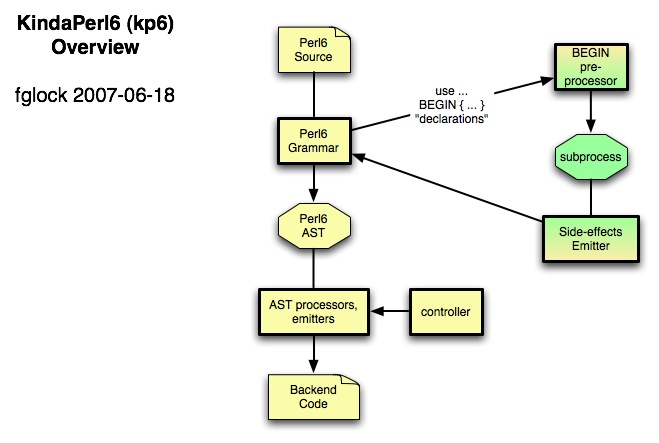 KindaPerl6 (kp6)
Overview
fglock 2007-06-18
Perl6
Source
BEGIN
pre-
processor
use ...
BEGIN { ... }
"declarations"
Perl6
Grammar
subprocess
Perl6
AST
Side-effects
Emitter
AST processors,
emitters
controller
Backend
Code